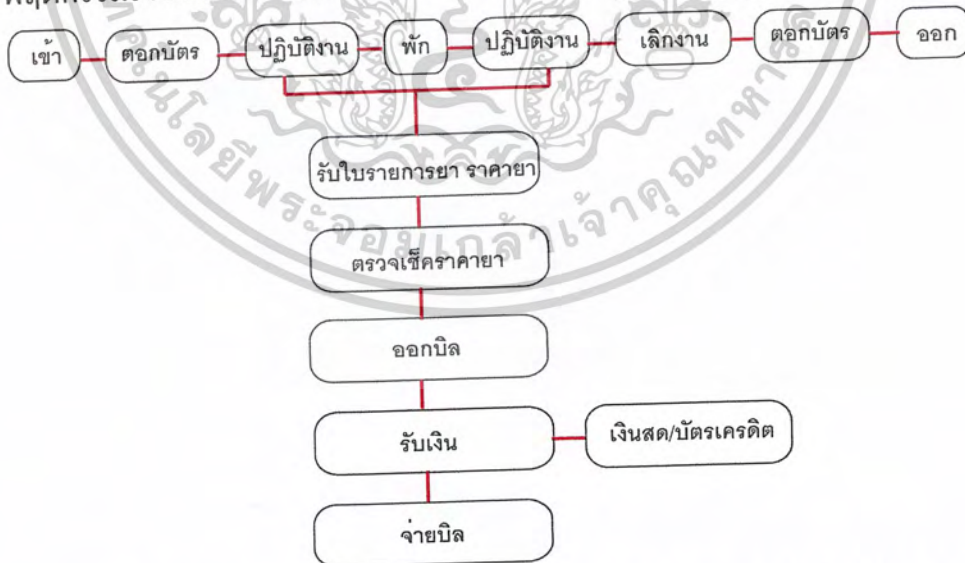 เข้า ตอกบัตร ปฏิบัติงาน พัก ปฏิบัติงาน เลิกงาน ตอกบัตร ออก
รับใบรายการยา ราคายา
ตรวจเช็คราคายา
ออกบิล
รับเงิน เงินสด/บัตรเครดิต
จ่ายบิล